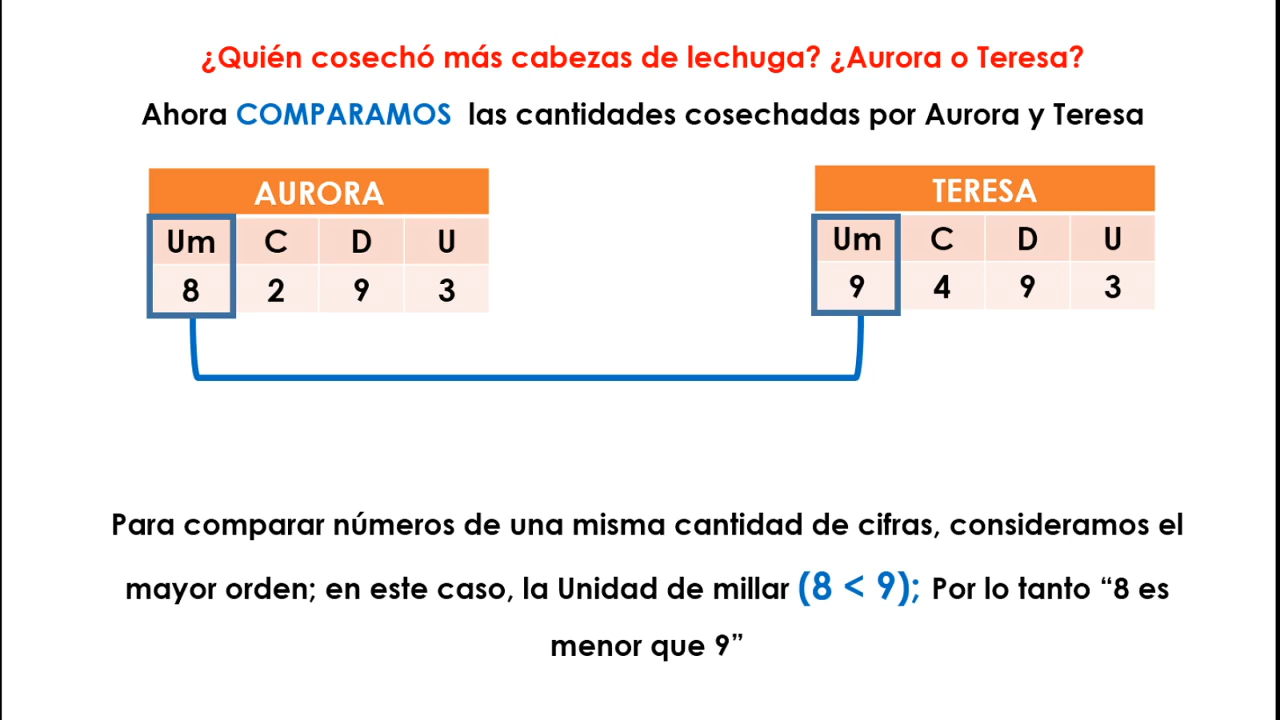 ¿Quién cosechó más cabezas de lechuga? ¿Aurora o Teresa?
Ahora COMPARAMOS las cantidades cosechadas por Aurora y Teresa
AURORA
Um C D U
8 2 9 3
TERESA
Um C D U
9 4 9 3
Para comparar números de una misma cantidad de cifras, consideramos el
mayor orden; en este caso, la Unidad de millar (8 < 9); Por lo tanto “8 es
menor que 9”